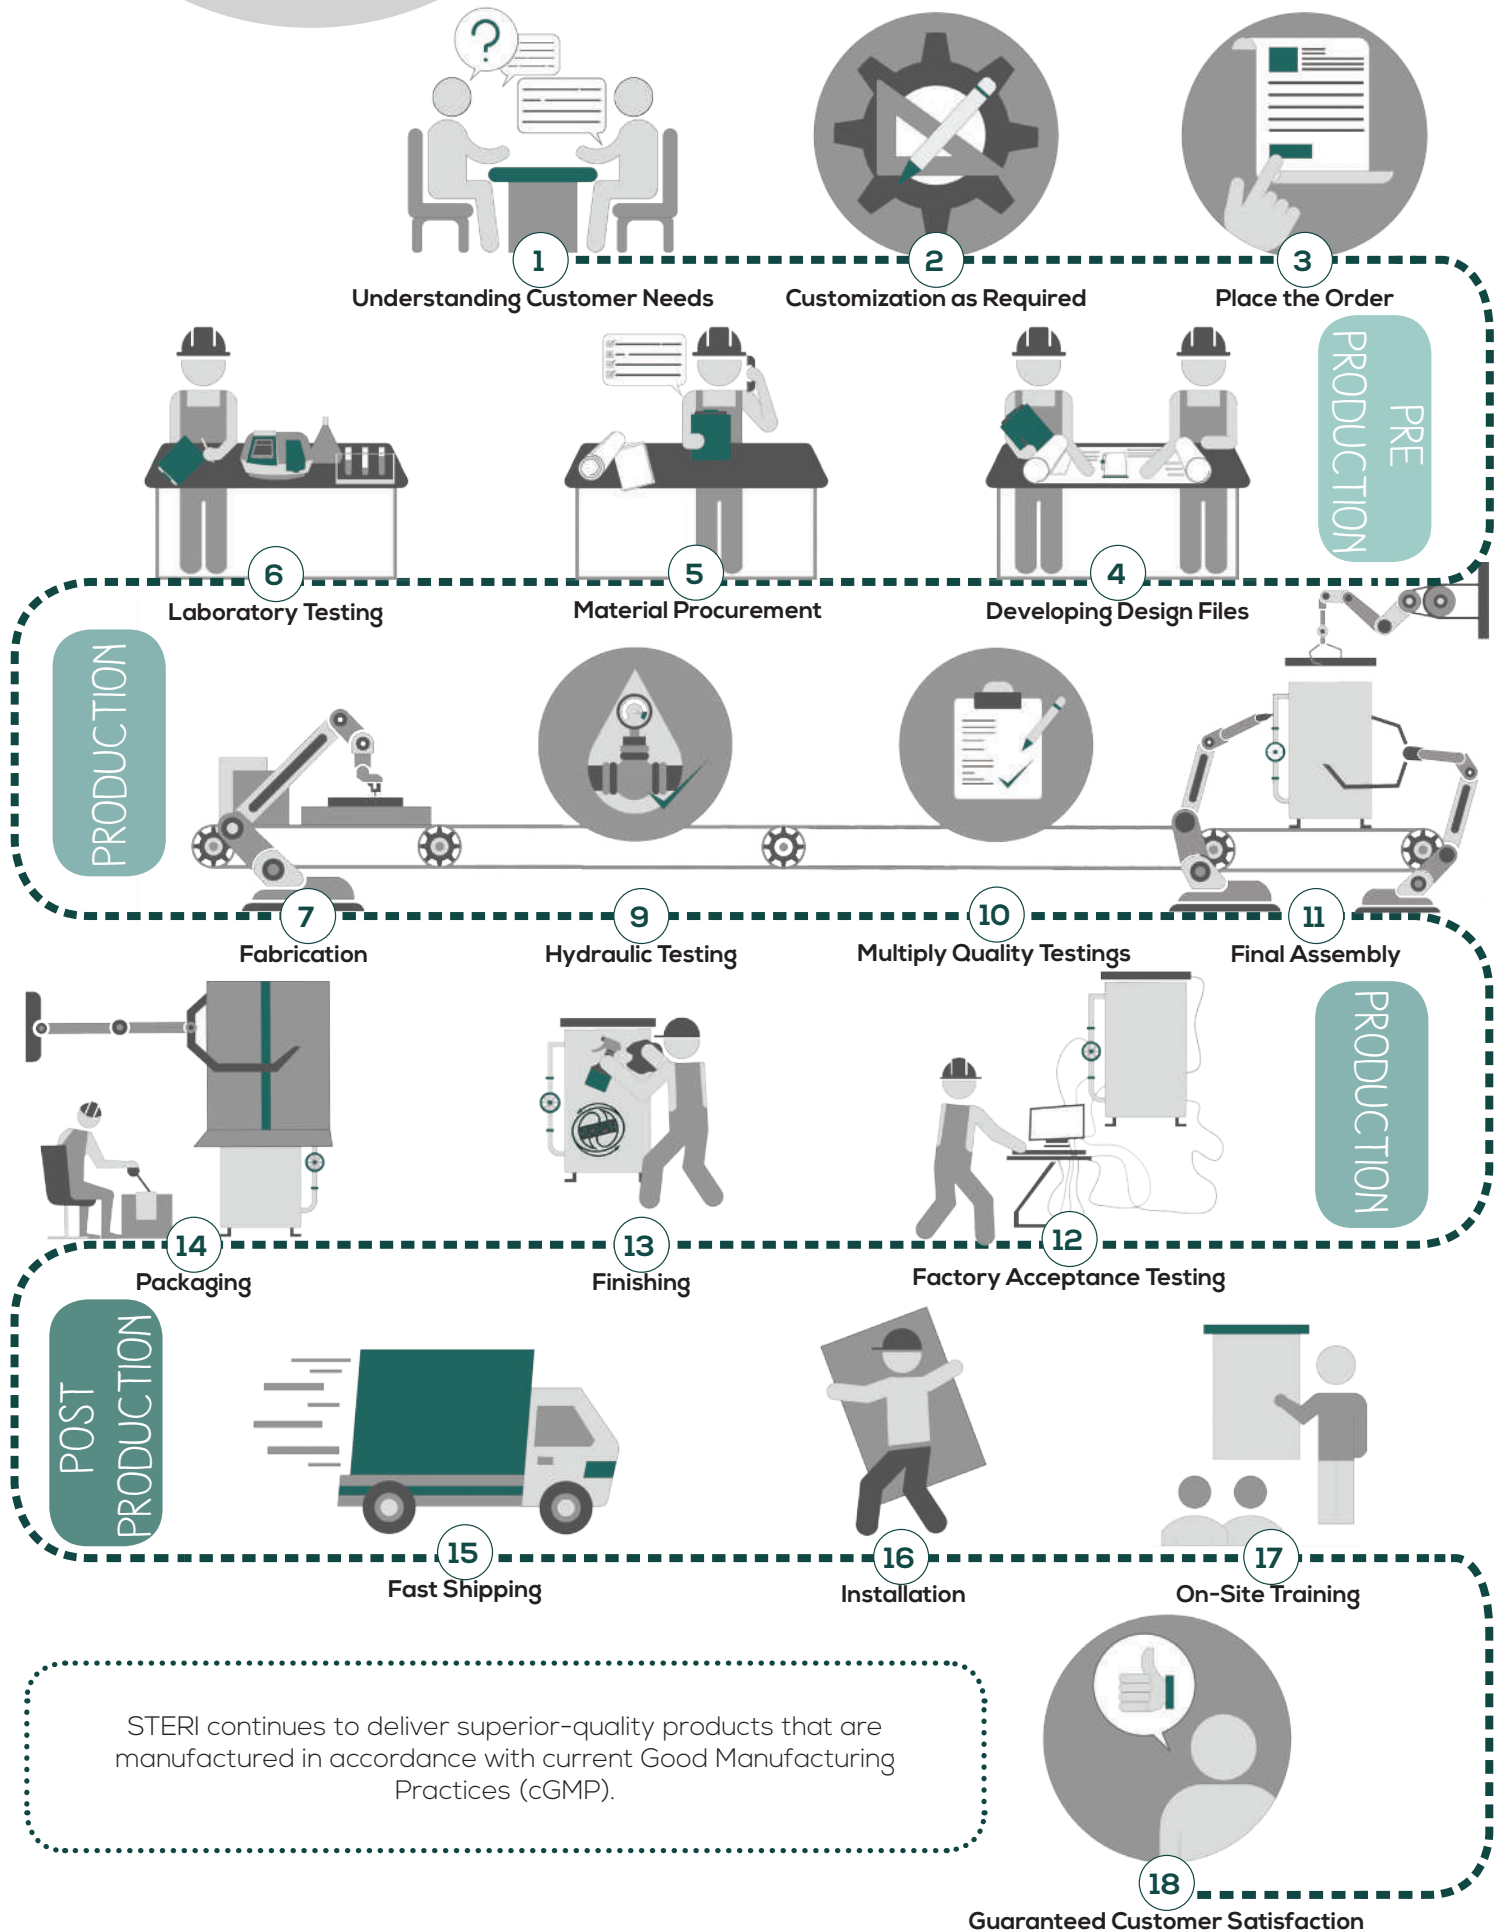 1
Understanding Customer Needs
2
Customization as Required
3
Place the Order
PRE
PRODUCTION
4
Developing Design Files
5
Material Procurement
6
Laboratory Testing
PRODUCTION
7
Fabrication
9
Hydraulic Testing
10
Multiply Quality Testings
11
Final Assembly
PRODUCTION
12
Factory Acceptance Testing
13
Finishing
14
Packaging
POST
PRODUCTION
15
Fast Shipping
16
Installation
17
On-Site Training
18
Guaranteed Customer Satisfaction
STERI continues to deliver superior-quality products that are
manufactured in accordance with current Good Manufacturing
Practices (cGMP).